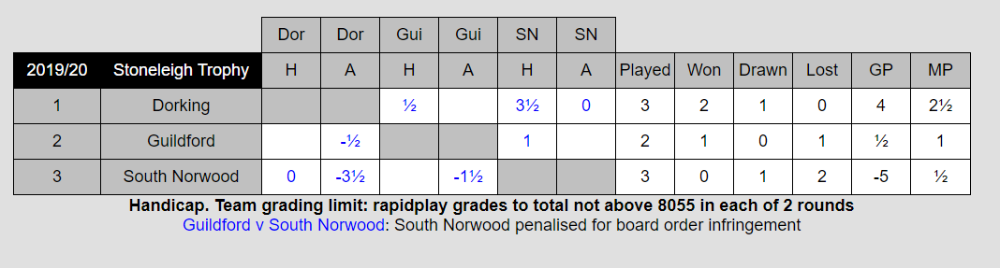 Dor Dor Gui Gui SN SN
2019/20 Stoneleigh Trophy H A H A H A Played Won Drawn Lost GP MP
1 Dorking ½ 3½ 0 3 2 1 0 4 2½
2 Guildford -½ 1 2 1 0 1 ½ 1
3 South Norwood 0 -3½ -1½ 3 0 1 2 -5 ½
Handicap. Team grading limit: rapidplay grades to total not above 8055 in each of 2 rounds
Guildford v South Norwood: South Norwood penalised for board order infringement